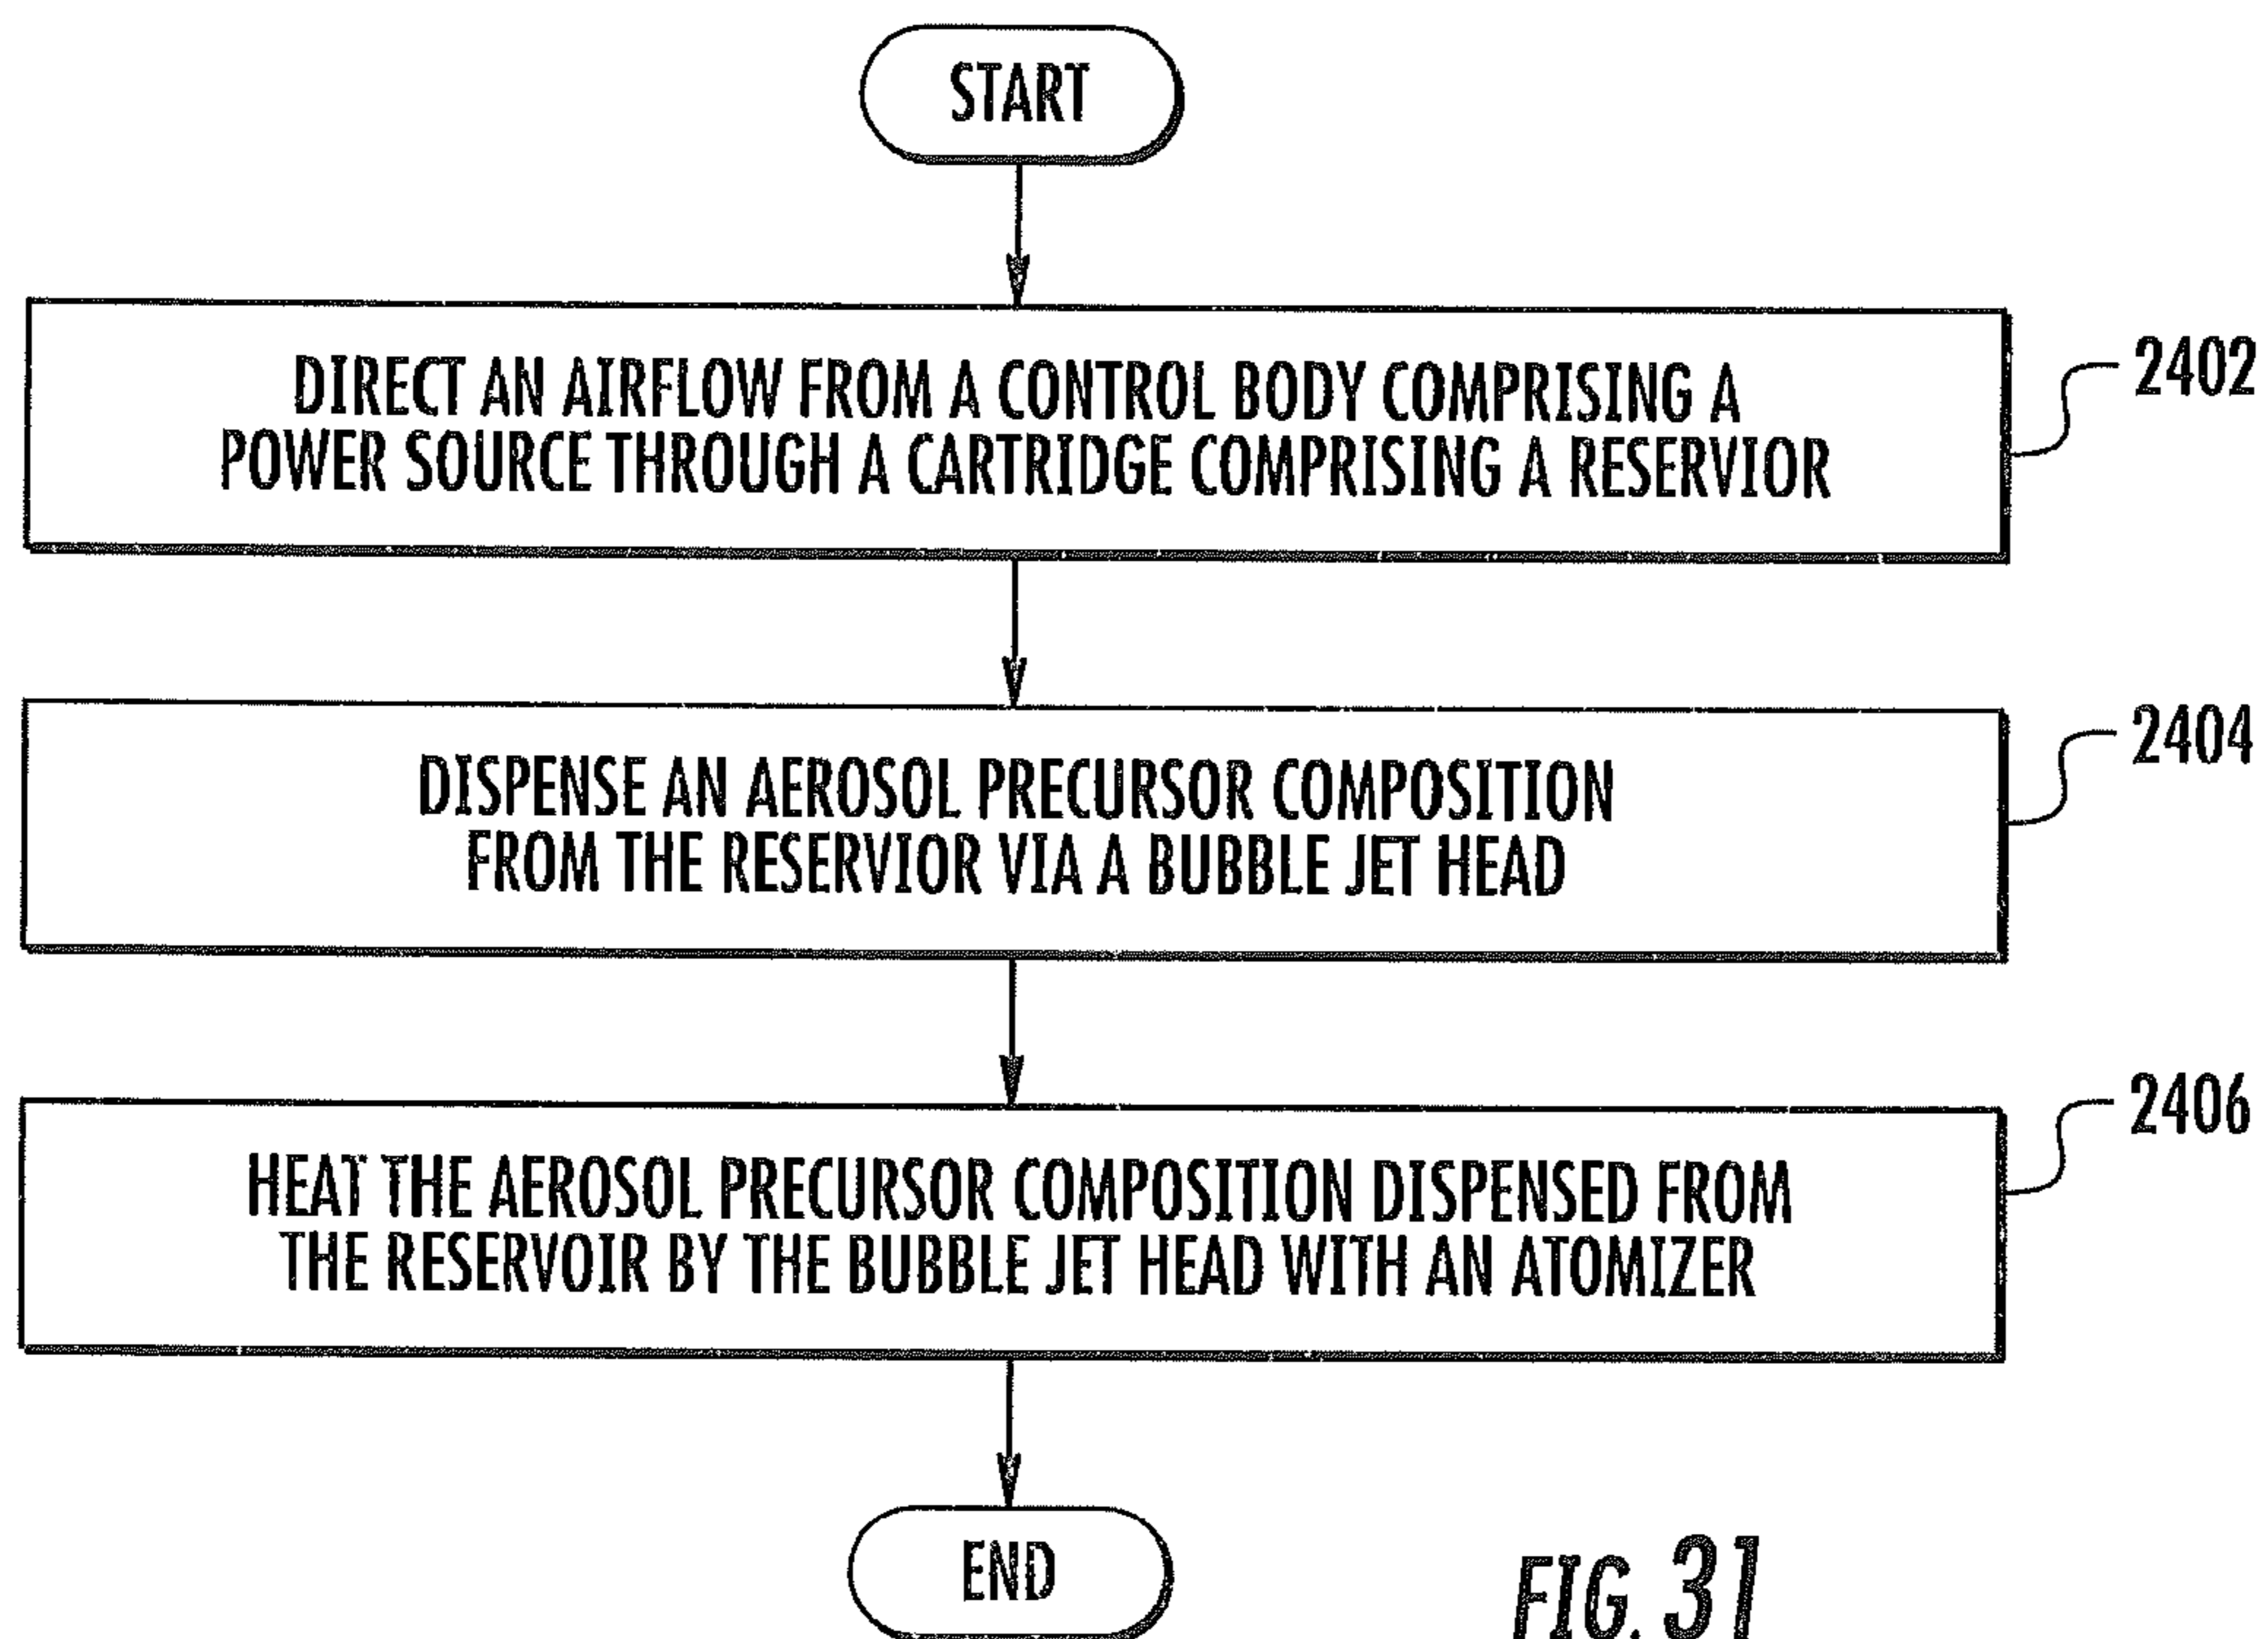 START
DIRECT AN AIRFLOW FROM A CONTROL BODY COMPRISING A
POWER SOURCE THROUGH A CARTRIDGE COMPRISING A RESERVIOR
2402
DISPENSE AN AEROSOL PRECURSOR COMPOSITION
FROM THE RESERVIOR VIA A BUBBLE JET HEAD
2404
HEAT THE AEROSOL PRECURSOR COMPOSITION DISPENSED FROM
THE RESERVOIR BY THE BUBBLE JET HEAD WITH AN ATOMIZER
2406
END
FIG. 31